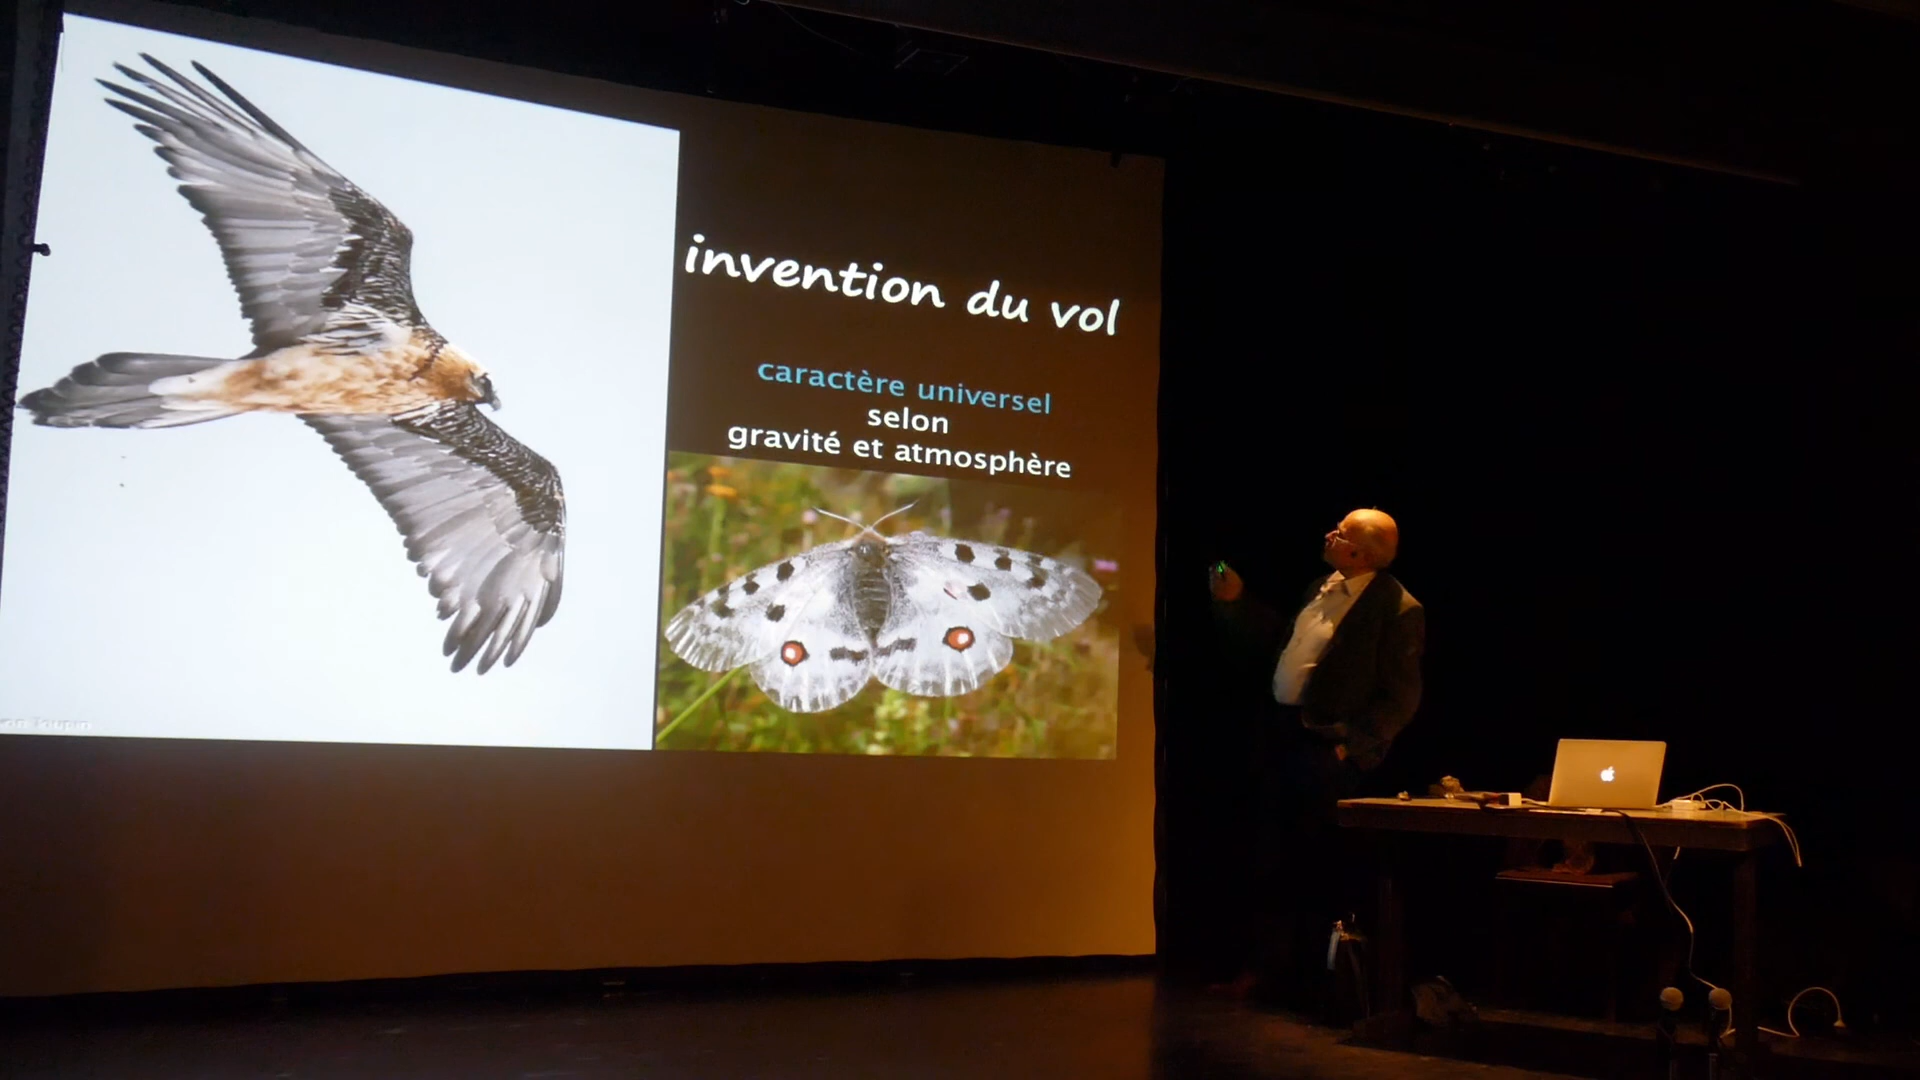 invention du vol
caractère universel
selon
gravité et atmosphère